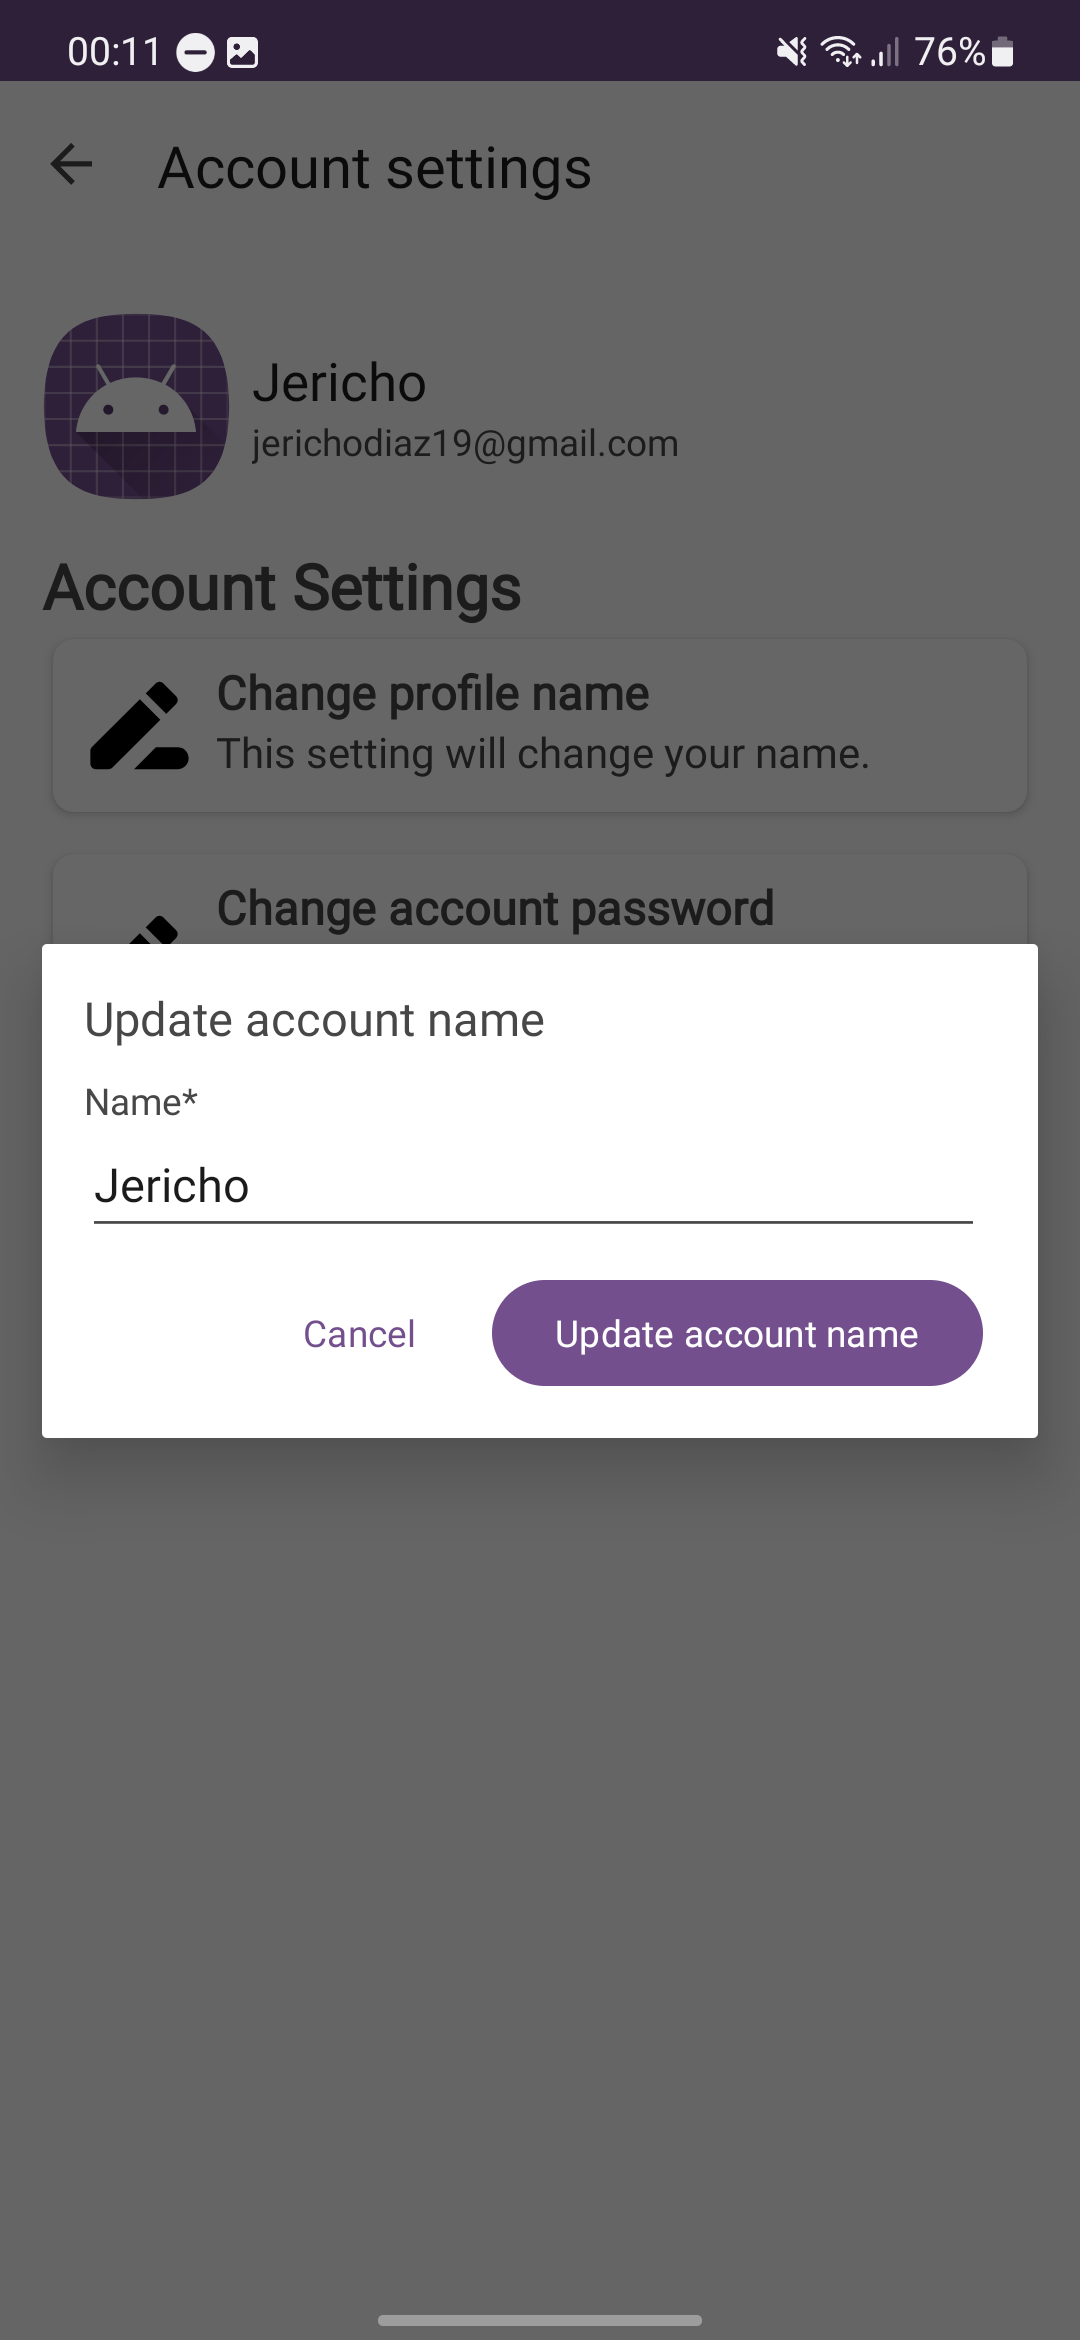 00:11
76%
Account settings
Jericho
jerichodiaz19@gmail.com
Account Settings
Change profile name
This setting will change your name.
Change account password
Update account name
Name*
Jericho
Cancel
Update account name